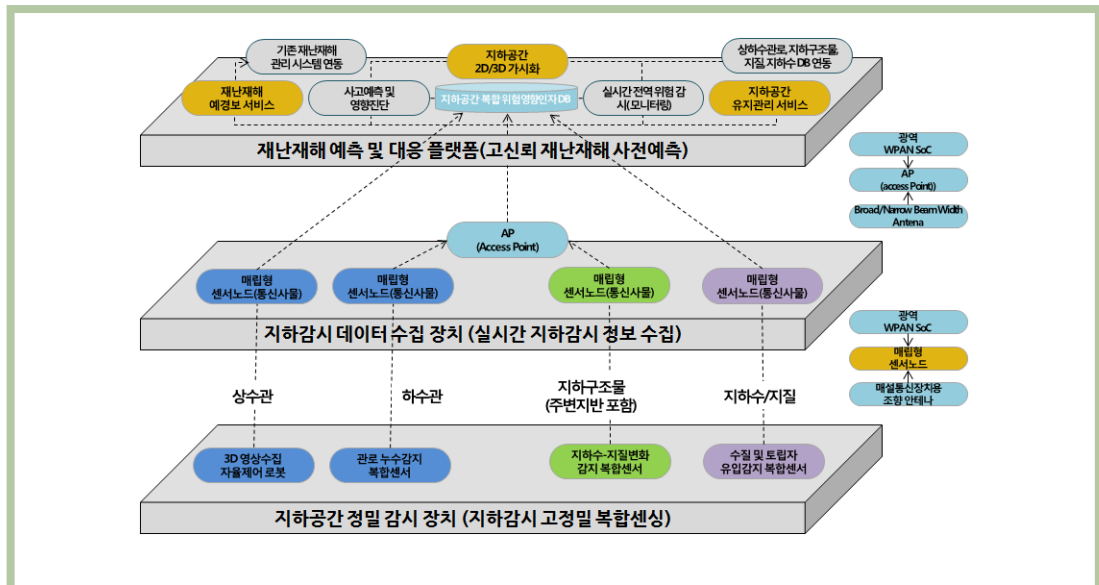 기존 재난재해
관리 시스템 연동
지하공간
2D/3D 가시화
상하수관로, 지하구조물,
지질, 지하수 DB 연동
재난재해
예경보 서비스
사고예측 및
영향진단
지하공간 복합 위험영향인자 DB
실시간 전역 위험 감
시(모니터링)
지하공간
유지관리 서비스
재난재해 예측 및 대응 플랫폼(고신뢰 재난재해 사전예측)
광역
WPAN SoC
AP
(access Point))
Broad/Narrow Beam Width
Antena
AP
(Access Point)
매립형
센서노드(통신사물)
매립형
센서노드(통신사물)
매립형
센서노드(통신사물)
매립형
센서노드(통신사물)
지하감시 데이터 수집 장치 (실시간 지하감시 정보 수집)
광역
WPAN SoC
매립형
센서노드
매설통신장치용
조향 안테나
상수관
하수관
지하구조물
(주변지반 포함)
지하수/지질
3D 영상수집
자율제어 로봇
관로 누수감지
복합센서
지하수-지질변화
감지 복합센서
수질 및 토립자
유입감지 복합센서
지하공간 정밀 감시 장치 (지하감시 고정밀 복합센싱)